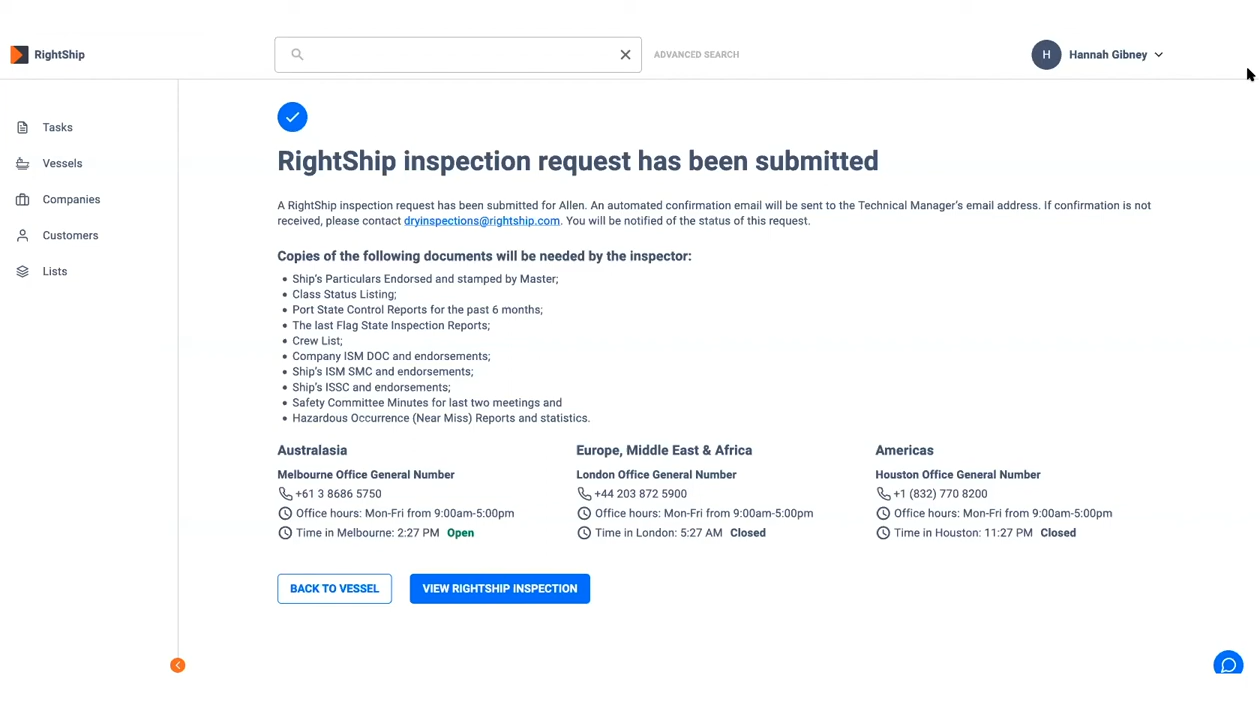 RightShip
ADVANCED SEARCH
H
Hannah Gibney
Tasks
Vessels
Companies
Customers
Lists
RightShip inspection request has been submitted
A RightShip inspection request has been submitted for Allen. An automated confirmation email will be sent to the Technical Manager's email address. If confirmation is not
received, please contact dryinspections@rightship.com. You will be notified of the status of this request.
Copies of the following documents will be needed by the inspector:
• Ship's Particulars Endorsed and stamped by Master;
• Class Status Listing;
• Port State Control Reports for the past 6 months;
• The last Flag State Inspection Reports;
• Crew List;
• Company ISM DOC and endorsements;
• Ship's ISM SMC and endorsements;
• Ship's ISSC and endorsements;
• Safety Committee Minutes for last two meetings and
• Hazardous Occurrence (Near Miss) Reports and statistics.
Australasia
Melbourne Office General Number
+61 3 8686 5750
Office hours: Mon-Fri from 9:00am-5:00pm
Time in Melbourne: 2:27 PM Open
Europe, Middle East & Africa
London Office General Number
+44 203 872 5900
Office hours: Mon-Fri from 9:00am-5:00pm
Time in London: 5:27 AM Closed
Americas
Houston Office General Number
+1 (832) 770 8200
Office hours: Mon-Fri from 9:00am-5:00pm
Time in Houston: 11:27 PM Closed
BACK TO VESSEL
VIEW RIGHTSHIP INSPECTION